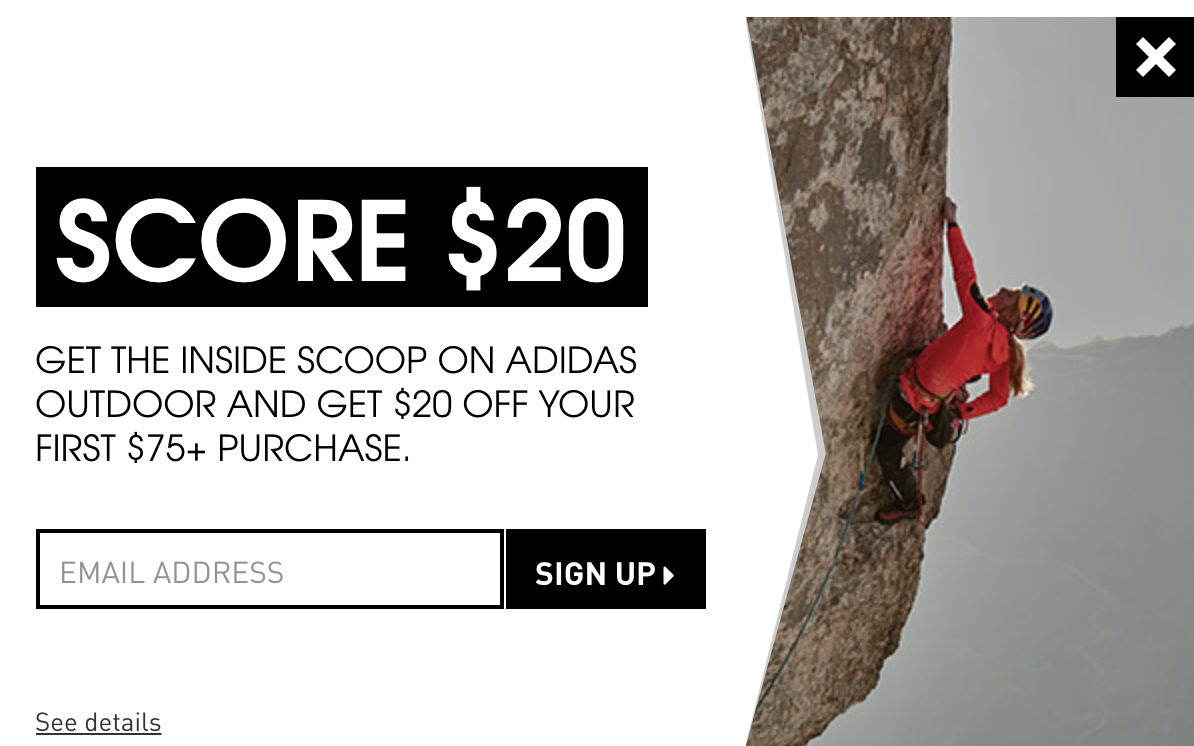 SCORE $20
GET THE INSIDE SCOOP ON ADIDAS
OUTDOOR AND GET $20 OFF YOUR
FIRST $75+ PURCHASE.
EMAIL ADDRESS
SIGN UP
See details